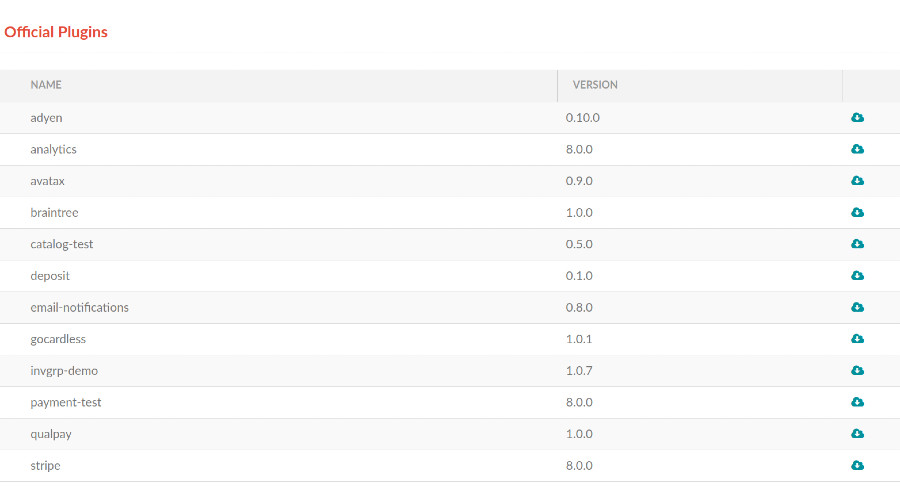 Official Plugins
NAME VERSION
adyen 0.10.0
analytics 8.0.0
avatax 0.9.0
braintree 1.0.0
catalog-test 0.5.0
deposit 0.1.0
email-notifications 0.8.0
gocardless 1.0.1
invgrp-demo 1.0.7
payment-test 8.0.0
qualpay 1.0.0
stripe 8.0.0